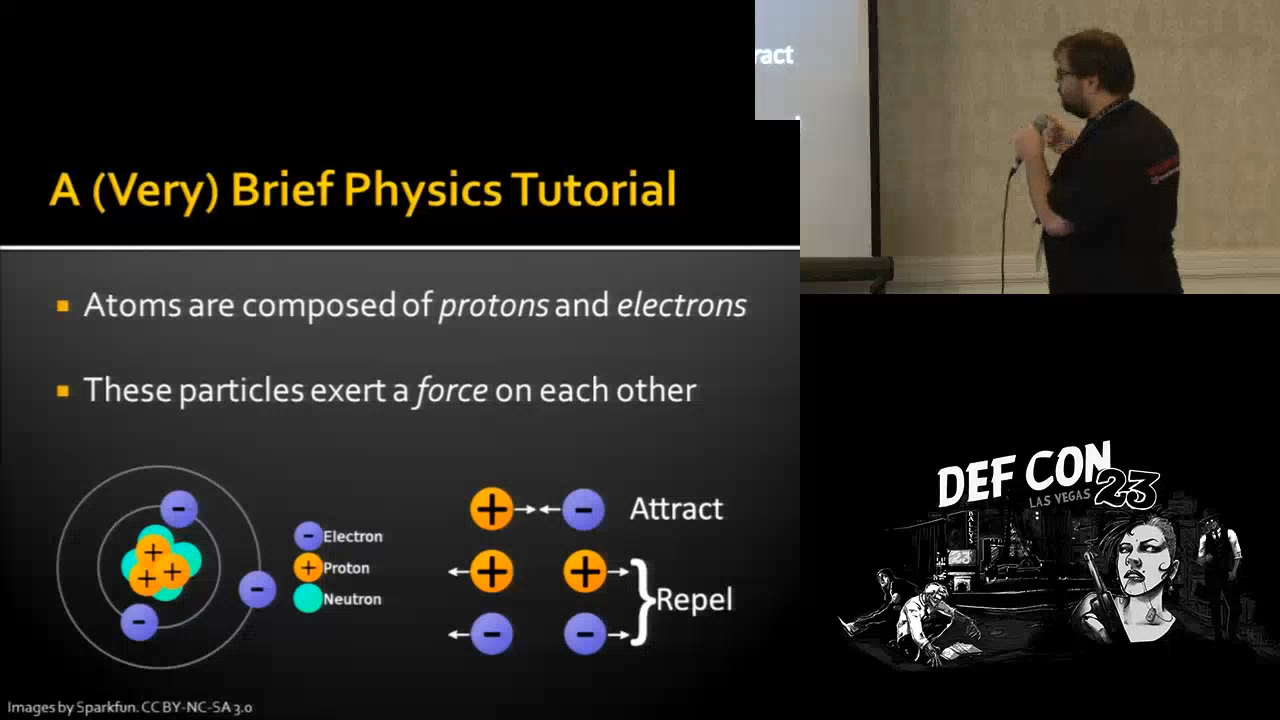 ract
A (Very) Brief Physics Tutorial
Atoms are composed of protons and electrons
These particles exert a force on each other
Electron
Proton
Neutron
Attract
Repel
Images by Sparkfun. CC BY-NC-SA 3.0
DEF CON 23
LAS VEGAS
BALLYS
23